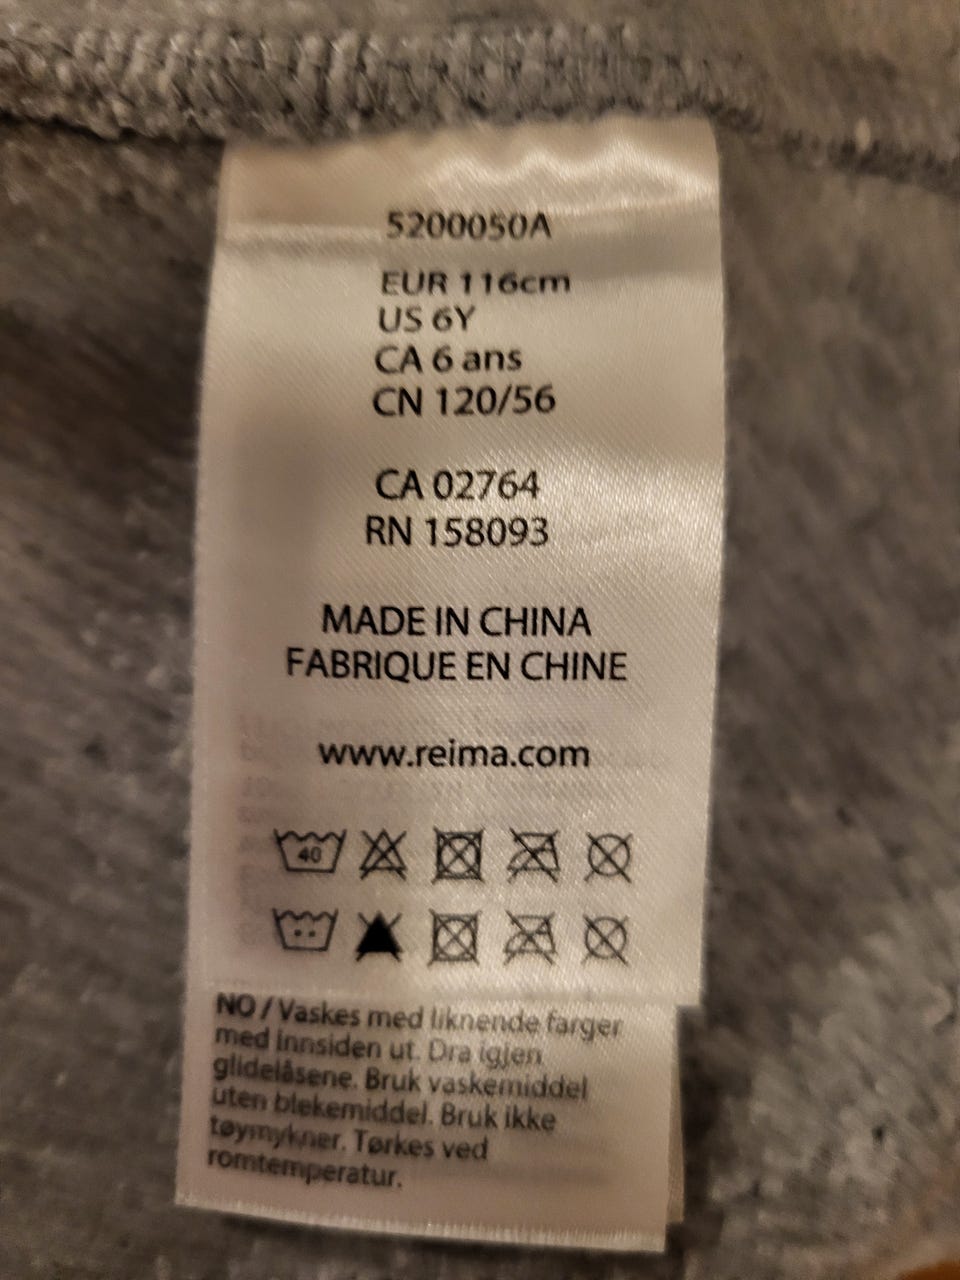 5200050A
EUR 116cm
US 6Y
CA 6 ans
CN 120/56
CA 02764
RN 158093
MADE IN CHINA
FABRIQUE EN CHINE
www.reima.com
40
NO / Vaskes med liknende farger
med innsiden ut. Dra igjen
glidelåsene. Bruk vaskemiddel
uten blekemiddel. Bruk ikke
tøymykner. Tørkes ved
romtemperatur.